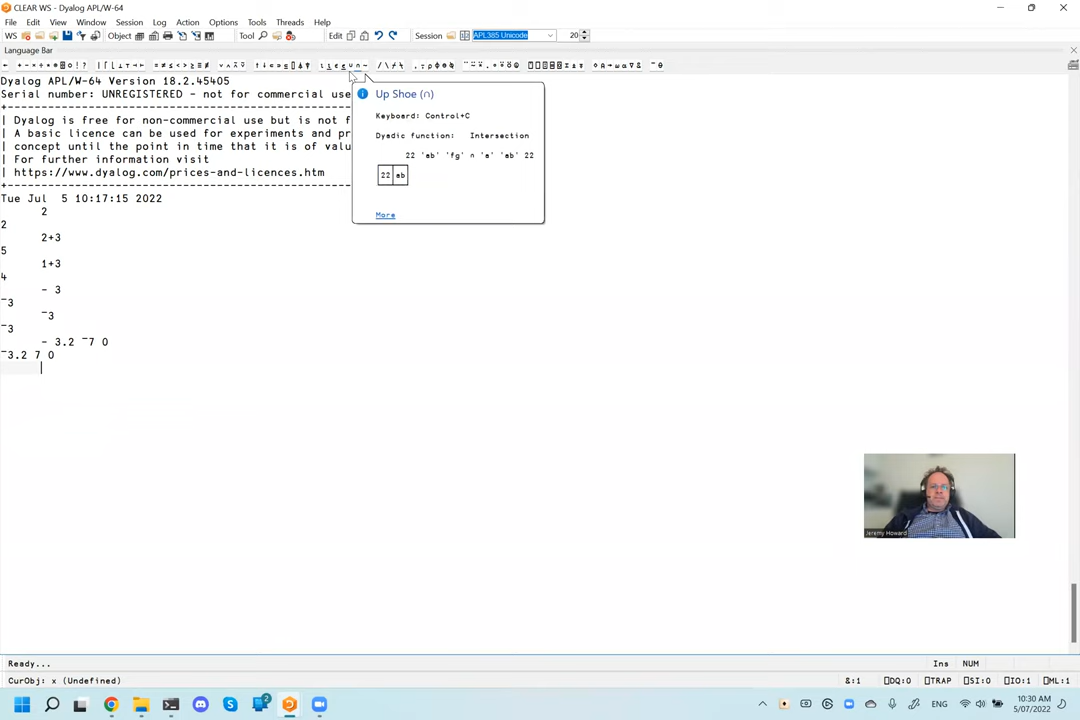 CLEAR WS - Dyalog APL/W-64
File Edit View Window Session Log Action Options Tools Threads Help
WS Object Tool Edit Session APL385 Unicode 20
Language Bar
Dyalog APL/W-64 Version 18.2.45405
Serial number: UNREGISTERED - not for commercial use
+---------------------------------------------------
| Dyalog is free for non-commercial use but is not f
| A basic licence can be used for experiments and pr
| concept until the point in time that it is of valu
| For further information visit
| https://www.dyalog.com/prices-and-licences.htm
+---------------------------------------------------
Tue Jul 5 10:17:15 2022
2
2
2+3
5
1+3
4
- 3
¯3
¯3
¯3
- 3.2 ¯7 0
¯3.2 7 0
Up Shoe (∩)
Keyboard: Control+C
Dyadic function: Intersection
22 'ab' 'fg' ∩ 'a' 'ab' 22
22 ab
More
Jeremy Howard
Ready...
Ins NUM
CurObj: x (Undefined)
&:1 ⎕DQ:0 ⎕TRAP ⎕SI:0 ⎕IO:1 ⎕ML:1
2
ENG
10:30 AM
5/07/2022